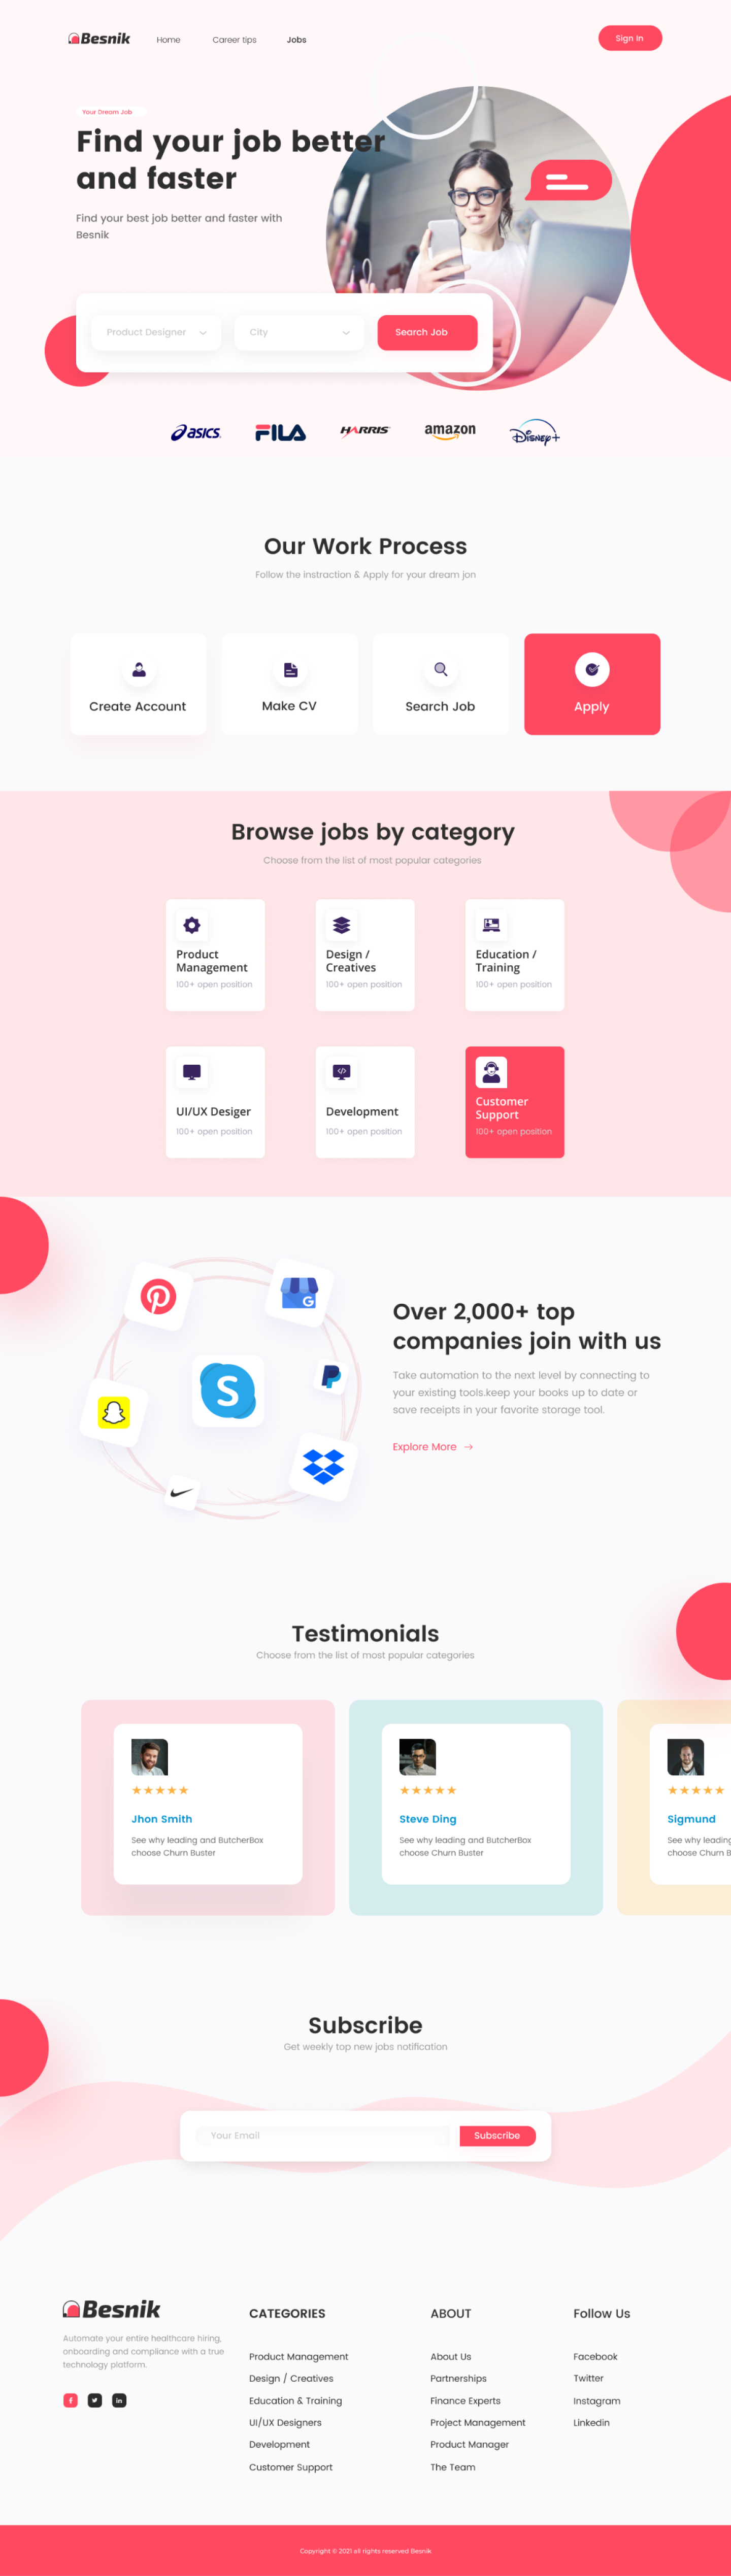 Besnik
Home
Career tips
Jobs
Sign In
Your Dream Job
Find your job better
and faster
Find your best job better and faster with
Besnik
Product Designer
City
Search Job
asics
FILA
HARRIS
amazon
Disney+
Our Work Process
Follow the instraction & Apply for your dream jon
Create Account
Make CV
Search Job
Apply
Browse jobs by category
Choose from the list of most popular categories
Product
Management
100+ open position
Design /
Creatives
100+ open position
Education /
Training
100+ open position
UI/UX Desiger
100+ open position
Development
100+ open position
Customer
Support
100+ open position
G
S
Over 2,000+ top
companies join with us
Take automation to the next level by connecting to
your existing tools.keep your books up to date or
save receipts in your favorite storage tool.
Explore More →
Testimonials
Choose from the list of most popular categories
Jhon Smith
See why leading and ButcherBox
choose Churn Buster
Steve Ding
See why leading and ButcherBox
choose Churn Buster
Sigmund
See why leading
choose Churn B
Subscribe
Get weekly top new jobs notification
Your Email
Subscribe
Besnik
Automate your entire healthcare hiring,
onboarding and compliance with a true
technology platform.
CATEGORIES
Product Management
Design / Creatives
Education & Training
UI/UX Designers
Development
Customer Support
ABOUT
About Us
Partnerships
Finance Experts
Project Management
Product Manager
The Team
Follow Us
Facebook
Twitter
Instagram
Linkedin
Copyright © 2021 all rights reserved Besnik